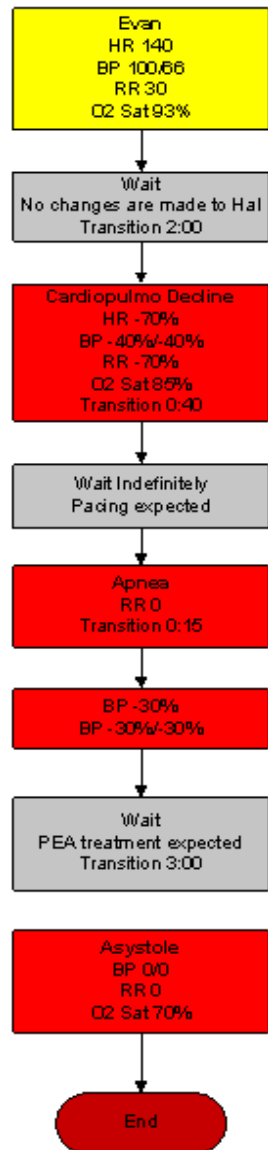 Evan
HR 140
BP 100/66
RR 30
O2 Sat 93%
Wait
No changes are made to Hal
Transition 2:00
Cardiopulmo Decline
HR -70%
BP -40%/-40%
RR -70%
O2 Sat 85%
Transition 0:40
Wait Indefinitely
Pacing expected
Apnea
RR 0
Transition 0:15
BP -30%
BP -30%/-30%
Wait
PEA treatment expected
Transition 3:00
Asystole
BP 0/0
RR 0
O2 Sat 70%
End